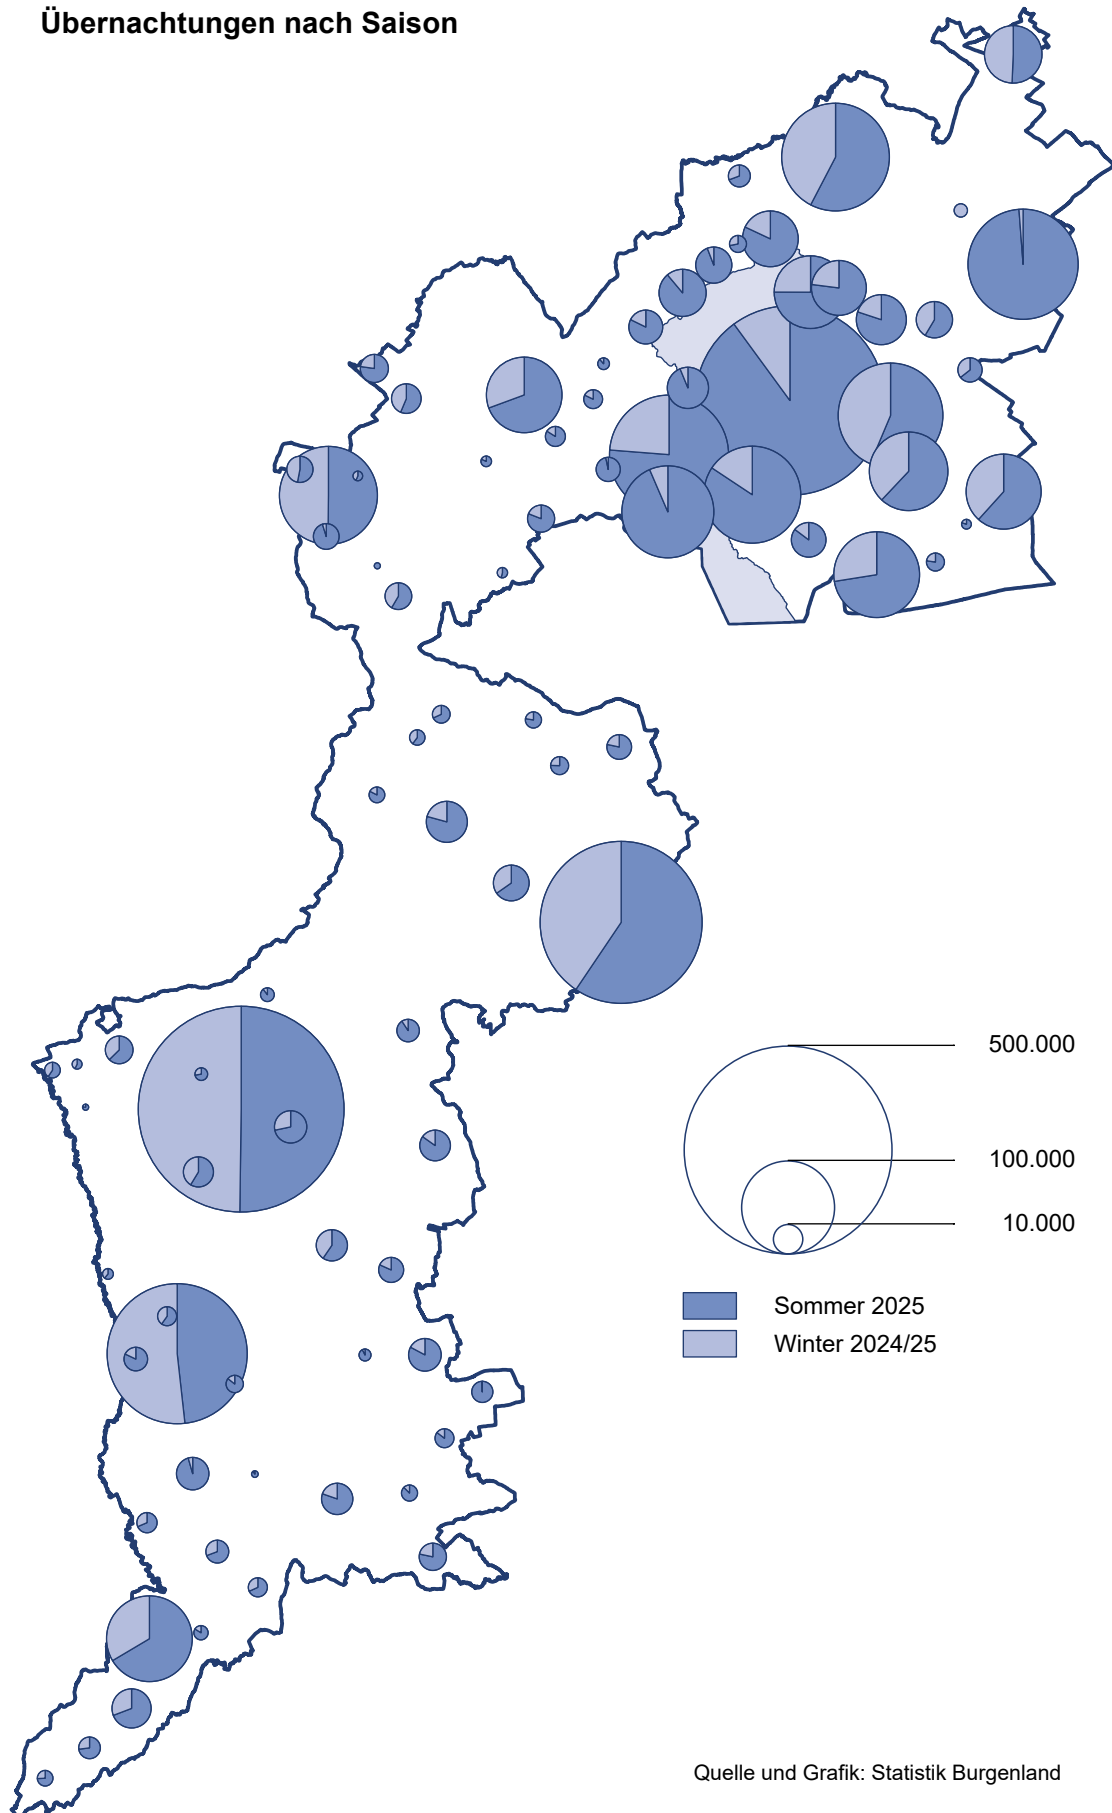 Übernachtungen nach Saison
500.000
100.000
10.000
Sommer 2025
Winter 2024/25
Quelle und Grafik: Statistik Burgenland